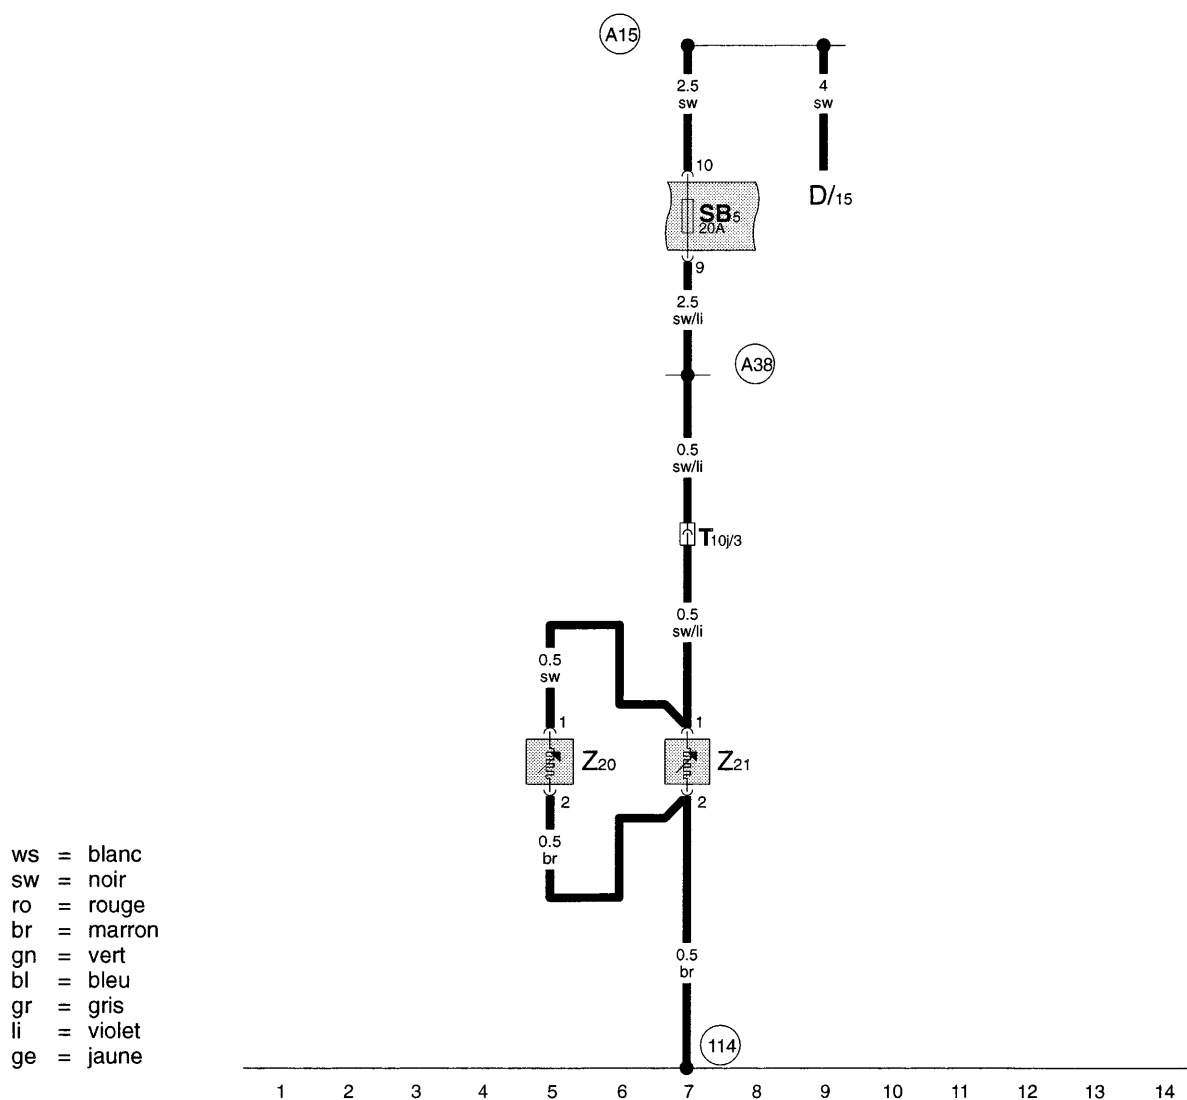 A15
2.5
sw
4
sw
10
D/15
SB5
20A
9
2.5
sw/li
A38
0.5
sw/li
T10j/3
0.5
sw/li
0.5
sw
1
1
Z20
Z21
2
2
0.5
br
ws = blanc
sw = noir
ro = rouge
br = marron
gn = vert
bl = bleu
gr = gris
li = violet
ge = jaune
0.5
br
114
1 2 3 4 5 6 7 8 9 10 11 12 13 14